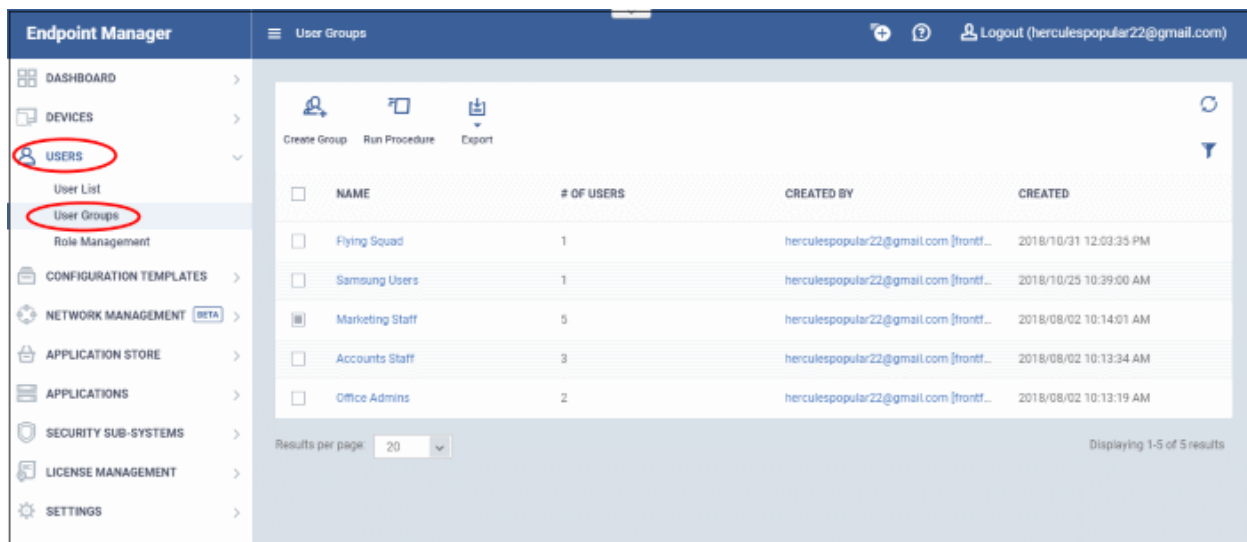 Endpoint Manager
User Groups
Logout (herculespopular22@gmail.com)
DASHBOARD
DEVICES
USERS
User List
User Groups
Role Management
CONFIGURATION TEMPLATES
NETWORK MANAGEMENT BETA
APPLICATION STORE
APPLICATIONS
SECURITY SUB-SYSTEMS
LICENSE MANAGEMENT
SETTINGS
Create Group Run Procedure Export
NAME # OF USERS CREATED BY CREATED
Flying Squad 1 herculespopular22@gmail.com [frontf... 2018/10/31 12:03:35 PM
Samsung Users 1 herculespopular22@gmail.com [frontf... 2018/10/25 10:39:00 AM
Marketing Staff 5 herculespopular22@gmail.com [frontf... 2018/08/02 10:14:01 AM
Accounts Staff 3 herculespopular22@gmail.com [frontf... 2018/08/02 10:13:34 AM
Office Admins 2 herculespopular22@gmail.com [frontf... 2018/08/02 10:13:19 AM
Results per page: 20 Displaying 1-5 of 5 results